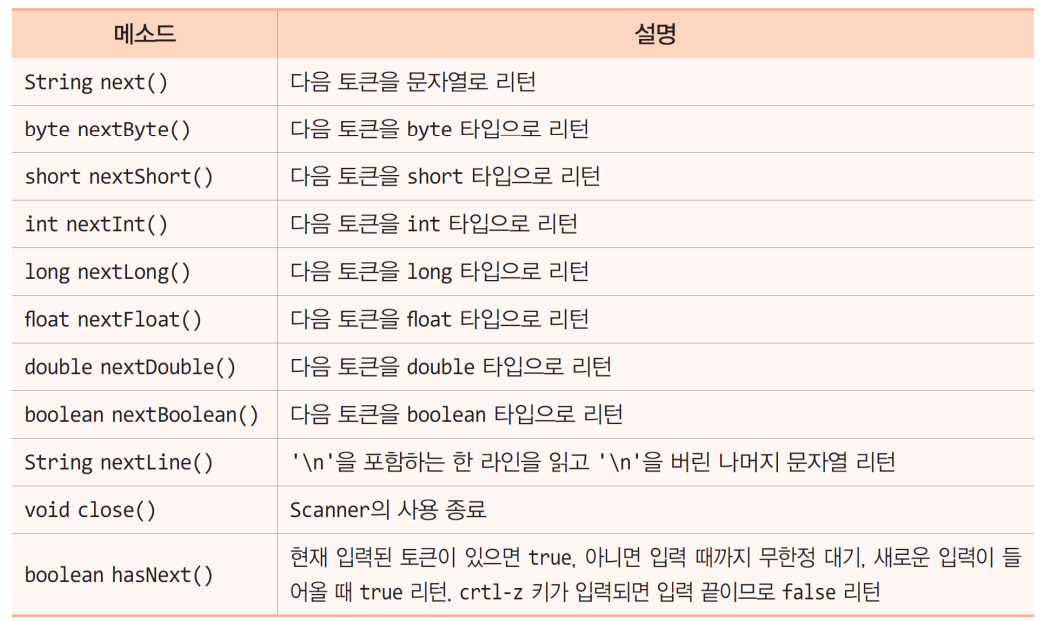 메소드 설명
String next() 다음 토큰을 문자열로 리턴
byte nextByte() 다음 토큰을 byte 타입으로 리턴
short nextShort() 다음 토큰을 short 타입으로 리턴
int nextInt() 다음 토큰을 int 타입으로 리턴
long nextLong() 다음 토큰을 long 타입으로 리턴
float nextFloat() 다음 토큰을 float 타입으로 리턴
double nextDouble() 다음 토큰을 double 타입으로 리턴
boolean nextBoolean() 다음 토큰을 boolean 타입으로 리턴
String nextLine() '\n'을 포함하는 한 라인을 읽고 '\n'을 버린 나머지 문자열 리턴
void close() Scanner의 사용 종료
boolean hasNext() 현재 입력된 토큰이 있으면 true, 아니면 입력 때까지 무한정 대기, 새로운 입력이 들
어올 때 true 리턴. crtl-z 키가 입력되면 입력 끝이므로 false 리턴